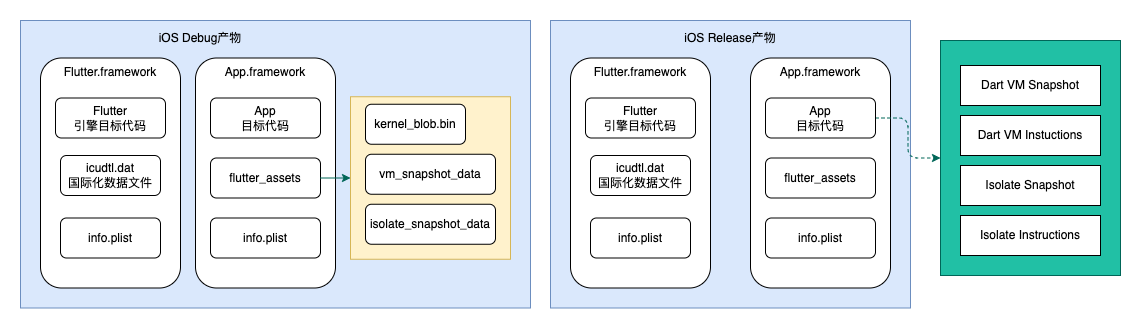 iOS Debug产物
Flutter.framework
Flutter
引擎目标代码
icudtl.dat
国际化数据文件
info.plist
App.framework
App
目标代码
flutter_assets
info.plist
kernel_blob.bin
vm_snapshot_data
isolate_snapshot_data
iOS Release产物
Flutter.framework
Flutter
引擎目标代码
icudtl.dat
国际化数据文件
info.plist
App.framework
App
目标代码
flutter_assets
info.plist
Dart VM Snapshot
Dart VM Instuctions
Isolate Snapshot
Isolate Instructions